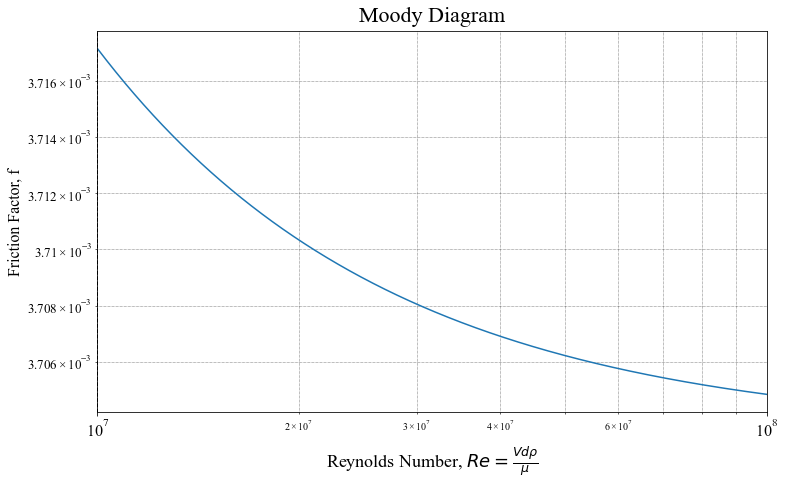 Moody Diagram
Friction Factor, f
3.716 × 10⁻³
3.714 × 10⁻³
3.712 × 10⁻³
3.71 × 10⁻³
3.708 × 10⁻³
3.706 × 10⁻³
10⁷ 2 × 10⁷ 3 × 10⁷ 4 × 10⁷ 6 × 10⁷ 10⁸
Reynolds Number, Re = Vdρ/μ